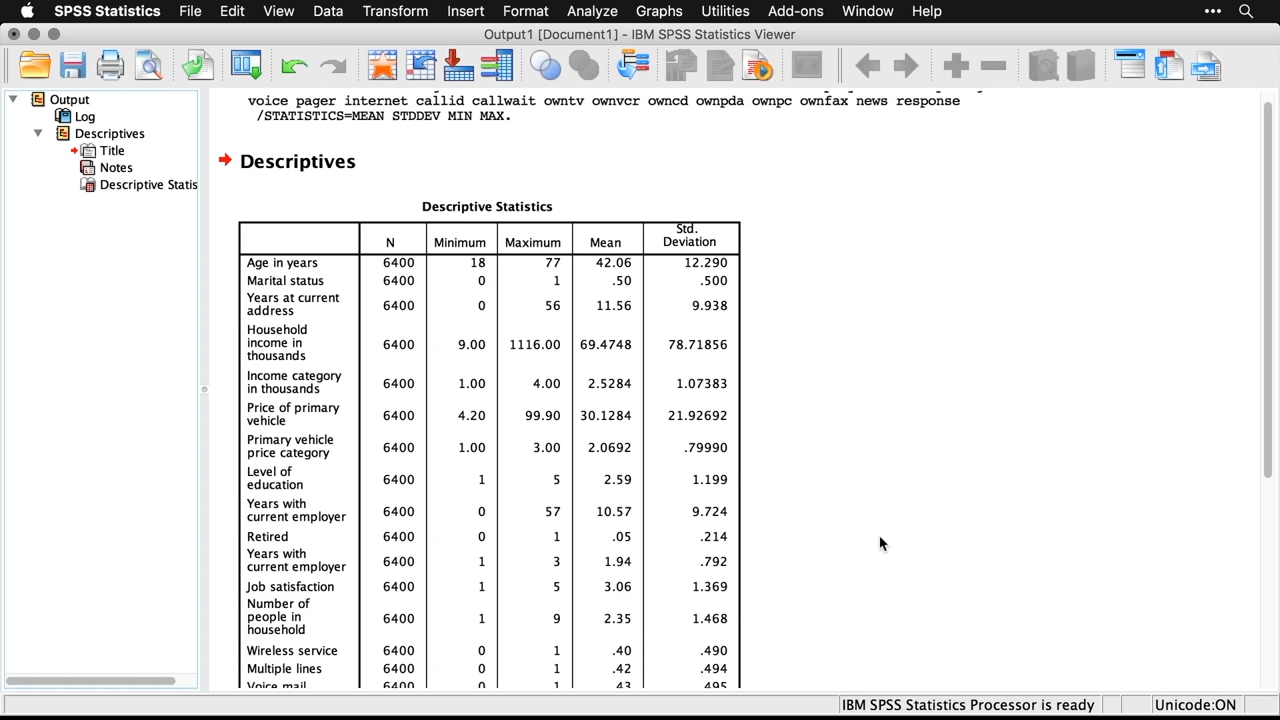 SPSS Statistics File Edit View Data Transform Insert Format Analyze Graphs Utilities Add-ons Window Help
Output1 [Document1] - IBM SPSS Statistics Viewer
Output
Log
Descriptives
Title
Notes
Descriptive Statis
voice pager internet callid callwait owntv ownvcr owncd ownpda ownpc ownfax news response
/STATISTICS=MEAN STDDEV MIN MAX.
Descriptives
Descriptive Statistics
N Minimum Maximum Mean Std. Deviation
Age in years 6400 18 77 42.06 12.290
Marital status 6400 0 1 .50 .500
Years at current
address 6400 0 56 11.56 9.938
Household
income in
thousands 6400 9.00 1116.00 69.4748 78.71856
Income category
in thousands 6400 1.00 4.00 2.5284 1.07383
Price of primary
vehicle 6400 4.20 99.90 30.1284 21.92692
Primary vehicle
price category 6400 1.00 3.00 2.0692 .79990
Level of
education 6400 1 5 2.59 1.199
Years with
current employer 6400 0 57 10.57 9.724
Retired 6400 0 1 .05 .214
Years with
current employer 6400 1 3 1.94 .792
Job satisfaction 6400 1 5 3.06 1.369
Number of
people in
household 6400 1 9 2.35 1.468
Wireless service 6400 0 1 .40 .490
Multiple lines 6400 0 1 .42 .494
Voice mail 6400 0 1 .43 .495
IBM SPSS Statistics Processor is ready Unicode:ON